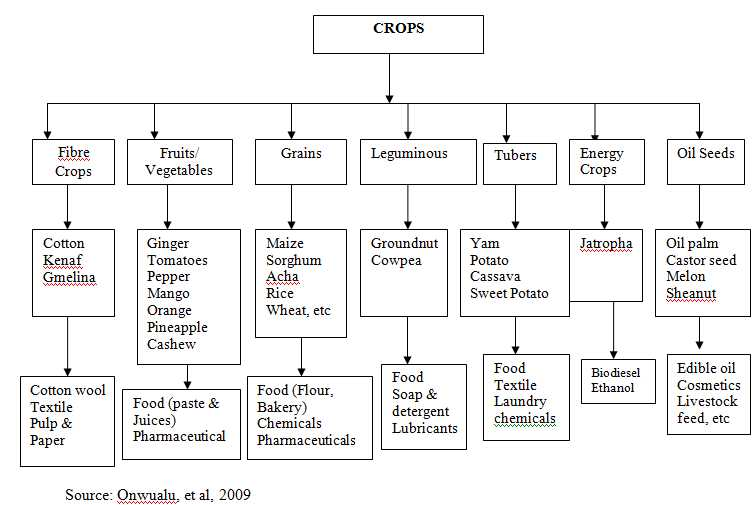 CROPS
Fibre
Crops
Fruits/
Vegetables
Grains
Leguminous
Tubers
Energy
Crops
Oil Seeds
Cotton
Kenaf
Gmelina
Ginger
Tomatoes
Pepper
Mango
Orange
Pineapple
Cashew
Maize
Sorghum
Acha
Rice
Wheat, etc
Groundnut
Cowpea
Yam
Potato
Cassava
Sweet Potato
Jatropha
Oil palm
Castor seed
Melon
Sheanut
Cotton wool
Textile
Pulp &
Paper
Food (paste &
Juices)
Pharmaceutical
Food (Flour,
Bakery)
Chemicals
Pharmaceuticals
Food
Soap &
detergent
Lubricants
Food
Textile
Laundry
chemicals
Biodiesel
Ethanol
Edible oil
Cosmetics
Livestock
feed, etc
Source: Onwualu, et al, 2009